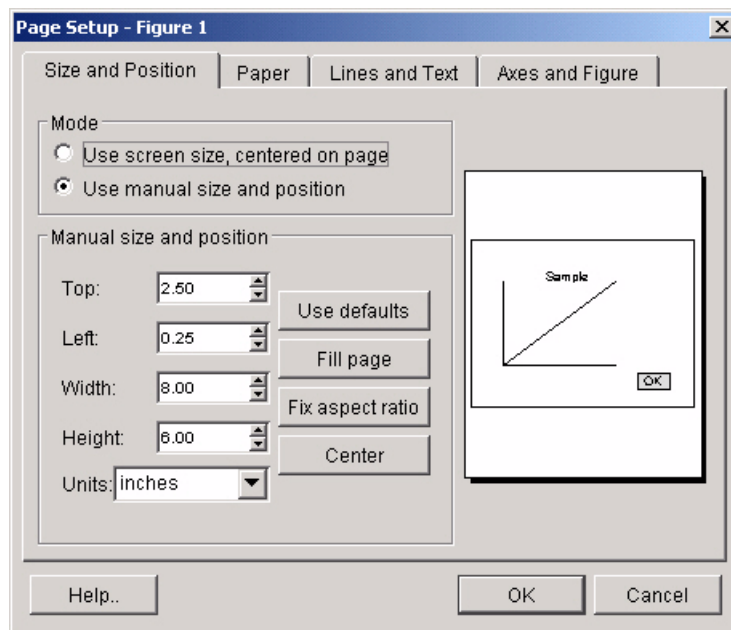 Page Setup - Figure 1
Size and Position
Paper
Lines and Text
Axes and Figure
Mode
Use screen size, centered on page
Use manual size and position
Manual size and position
Top: 2.50
Left: 0.25
Width: 8.00
Height: 6.00
Units: inches
Use defaults
Fill page
Fix aspect ratio
Center
Sample
OK
Help..
OK
Cancel